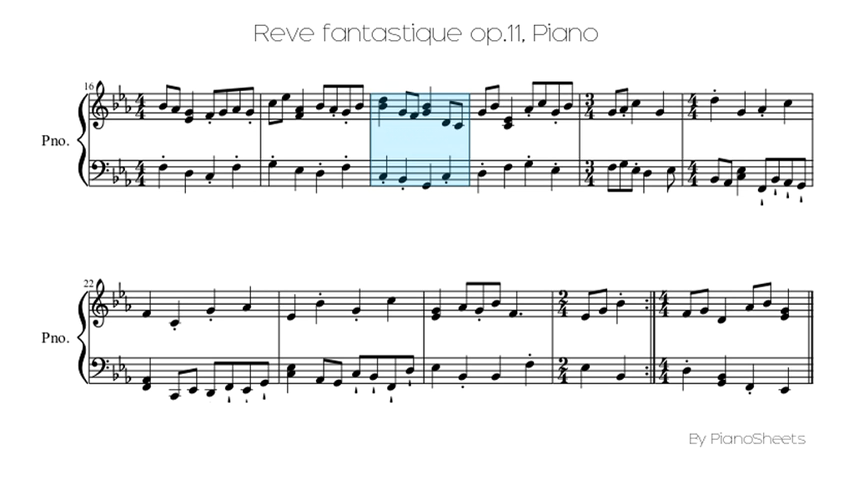 Reve fantastique op.11, Piano
16
Pno.
22
Pno.
By PianoSheets